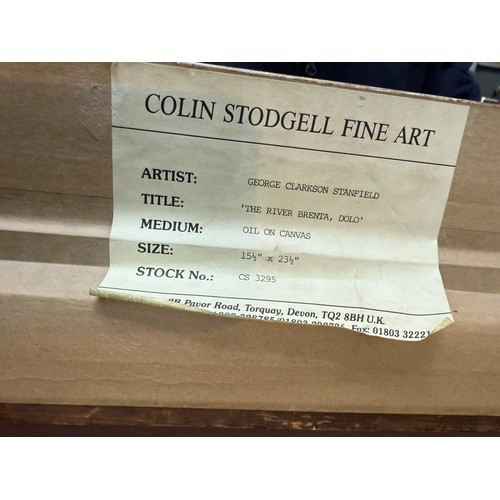 COLIN STODGELL FINE ART
ARTIST: GEORGE CLARKSON STANFIELD
TITLE: 'THE RIVER BRENTA, DOLO'
MEDIUM: OIL ON CANVAS
SIZE: 15½" x 23½"
STOCK No.: CS 3295
Pavor Road, Torquay, Devon, TQ2 8BH U.K.
Fax: 01803 32221